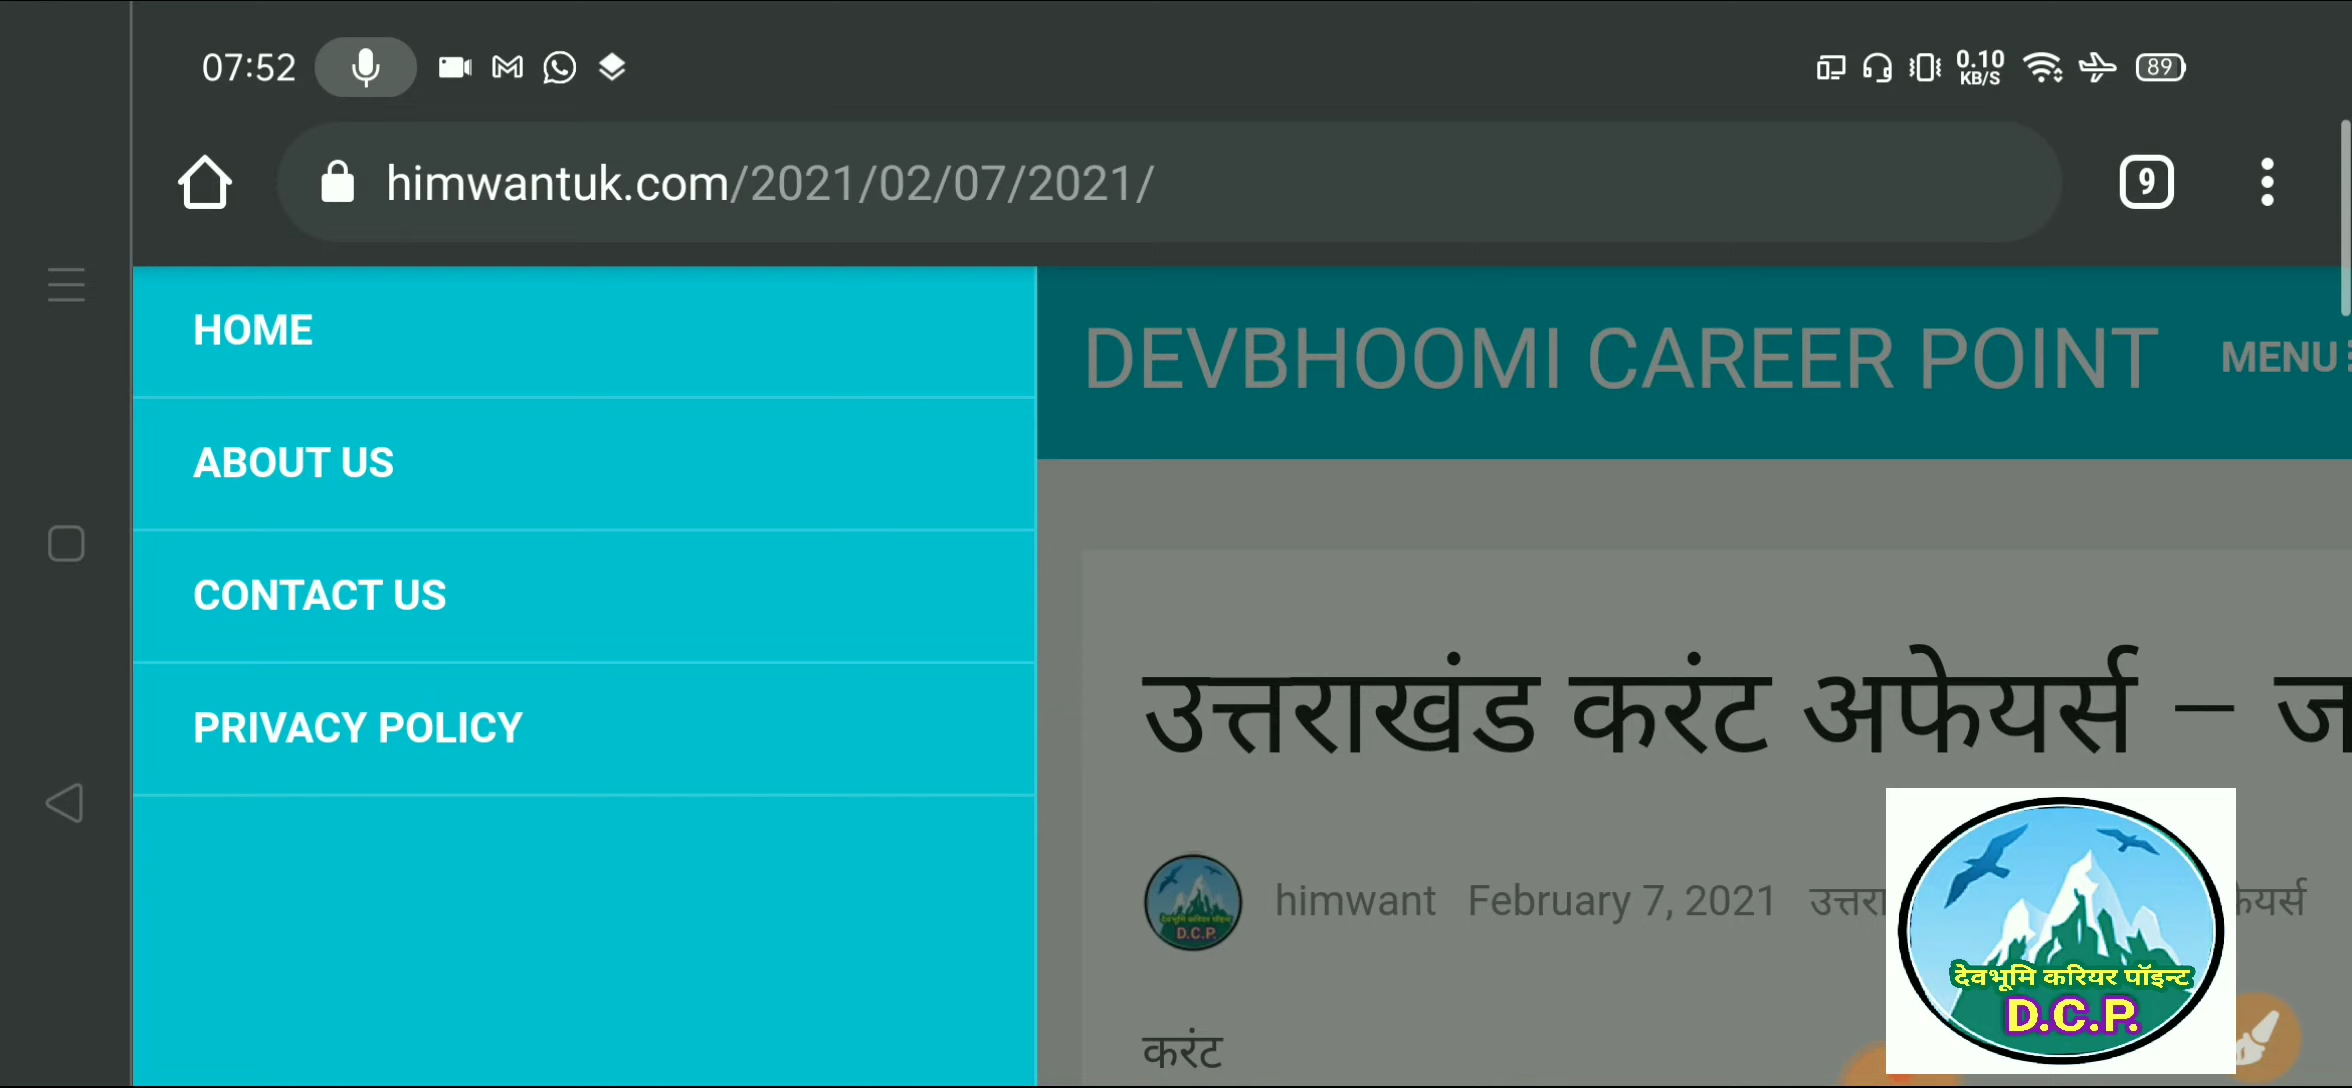 07:52
0.10
KB/S
89
himwantuk.com/2021/02/07/2021/
9
HOME
ABOUT US
CONTACT US
PRIVACY POLICY
DEVBHOOMI CAREER POINT
MENU
उत्तराखंड करंट अफेयर्स – ज
himwant February 7, 2021
करंट
देवभूमि करियर पॉइन्ट
D.C.P.
D.C.P.